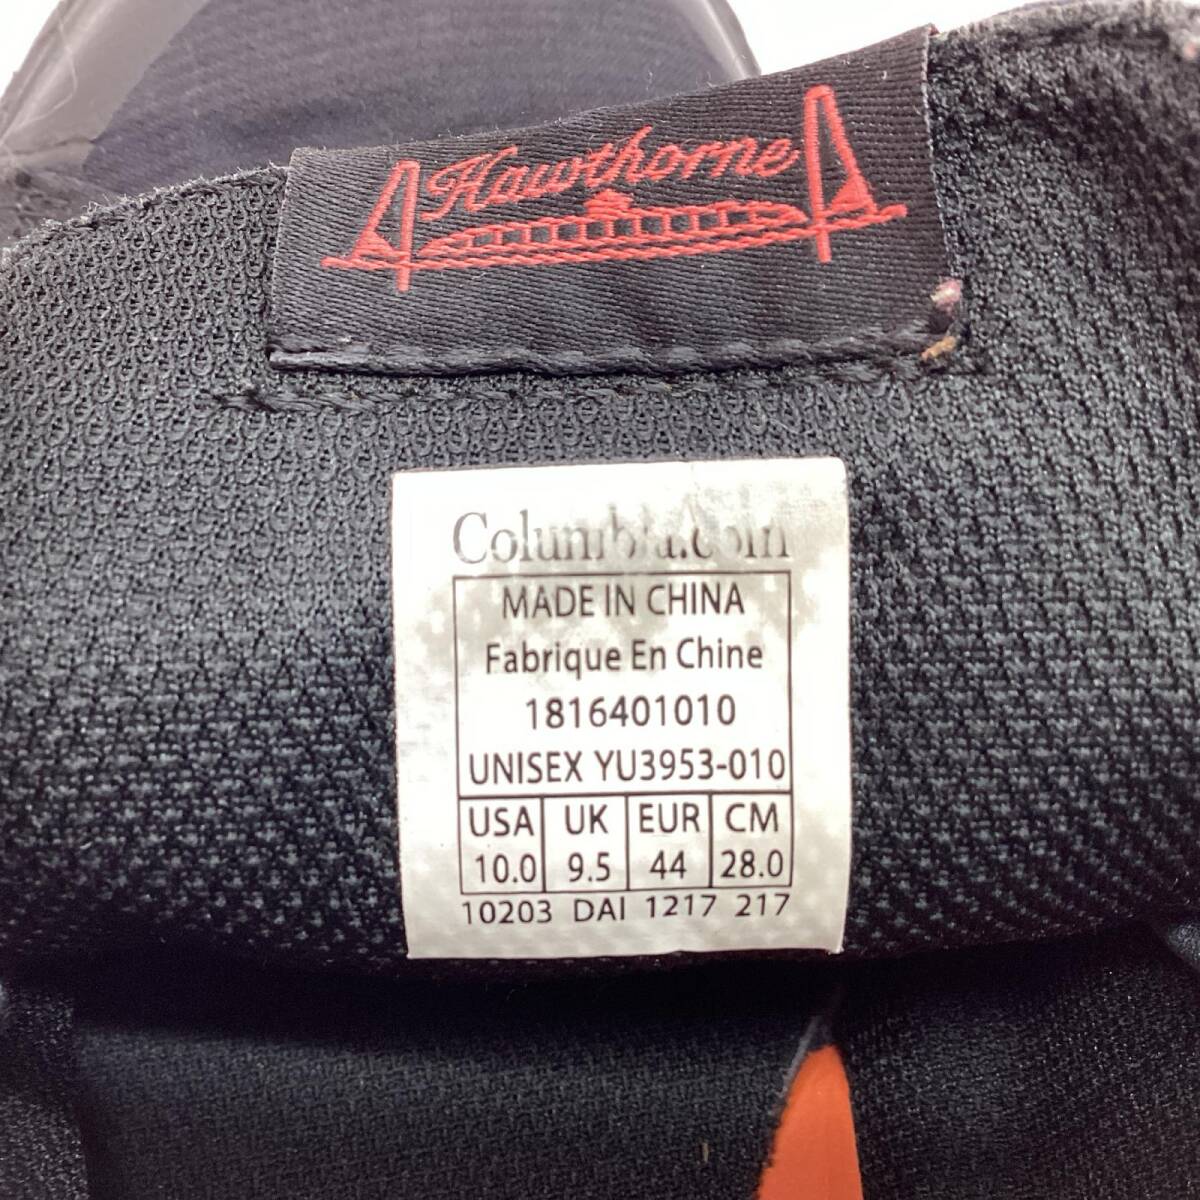 Hawthorne
Columbia.com
MADE IN CHINA
Fabrique En Chine
1816401010
UNISEX YU3953-010
USA UK EUR CM
10.0 9.5 44 28.0
10203 DAI 1217 217